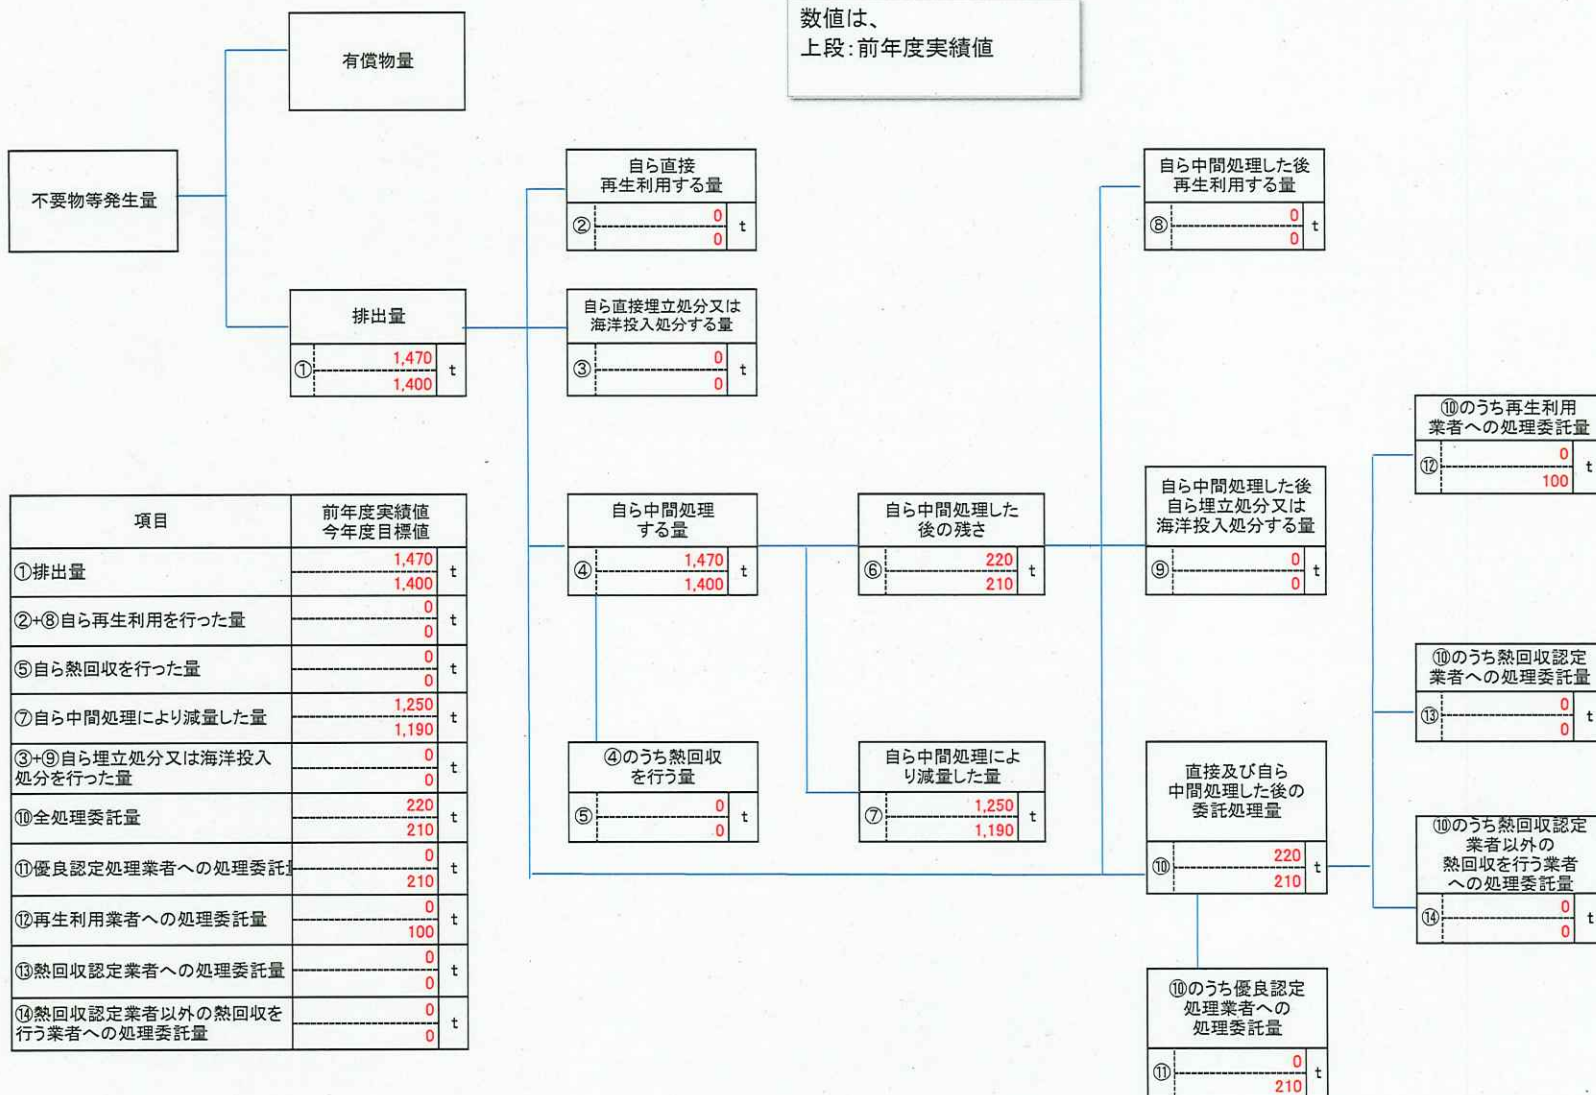 数値は、
上段:前年度実績値
有償物量
不要物等発生量
排出量
① 1,470 t
1,400
自ら直接
再生利用する量
② 0 t
0
自ら直接埋立処分又は
海洋投入処分する量
③ 0 t
0
自ら中間処理した後
再生利用する量
⑧ 0 t
0
自ら中間処理
する量
④ 1,470 t
1,400
自ら中間処理した
後の残さ
⑥ 220 t
210
自ら中間処理した後
自ら埋立処分又は
海洋投入処分する量
⑨ 0 t
0
⑩のうち再生利用
業者への処理委託量
⑫ 0 t
100
⑩のうち熱回収認定
業者への処理委託量
⑬ 0 t
0
④のうち熱回収
を行う量
⑤ 0 t
0
自ら中間処理によ
り減量した量
⑦ 1,250 t
1,190
直接及び自ら
中間処理した後の
委託処理量
⑩ 220 t
210
⑩のうち熱回収認定
業者以外の
熱回収を行う業者
への処理委託量
⑭ 0 t
0
⑩のうち優良認定
処理業者への
処理委託量
⑪ 0 t
210
項目 前年度実績値
今年度目標値
①排出量 1,470 t
1,400
②+⑧自ら再生利用を行った量 0 t
0
⑤自ら熱回収を行った量 0 t
0
⑦自ら中間処理により減量した量 1,250 t
1,190
③+⑨自ら埋立処分又は海洋投入
処分を行った量 0 t
0
⑩全処理委託量 220 t
210
⑪優良認定処理業者への処理委託 0 t
210
⑫再生利用業者への処理委託量 0 t
100
⑬熱回収認定業者への処理委託量 0 t
0
⑭熱回収認定業者以外の熱回収を
行う業者への処理委託量 0 t
0